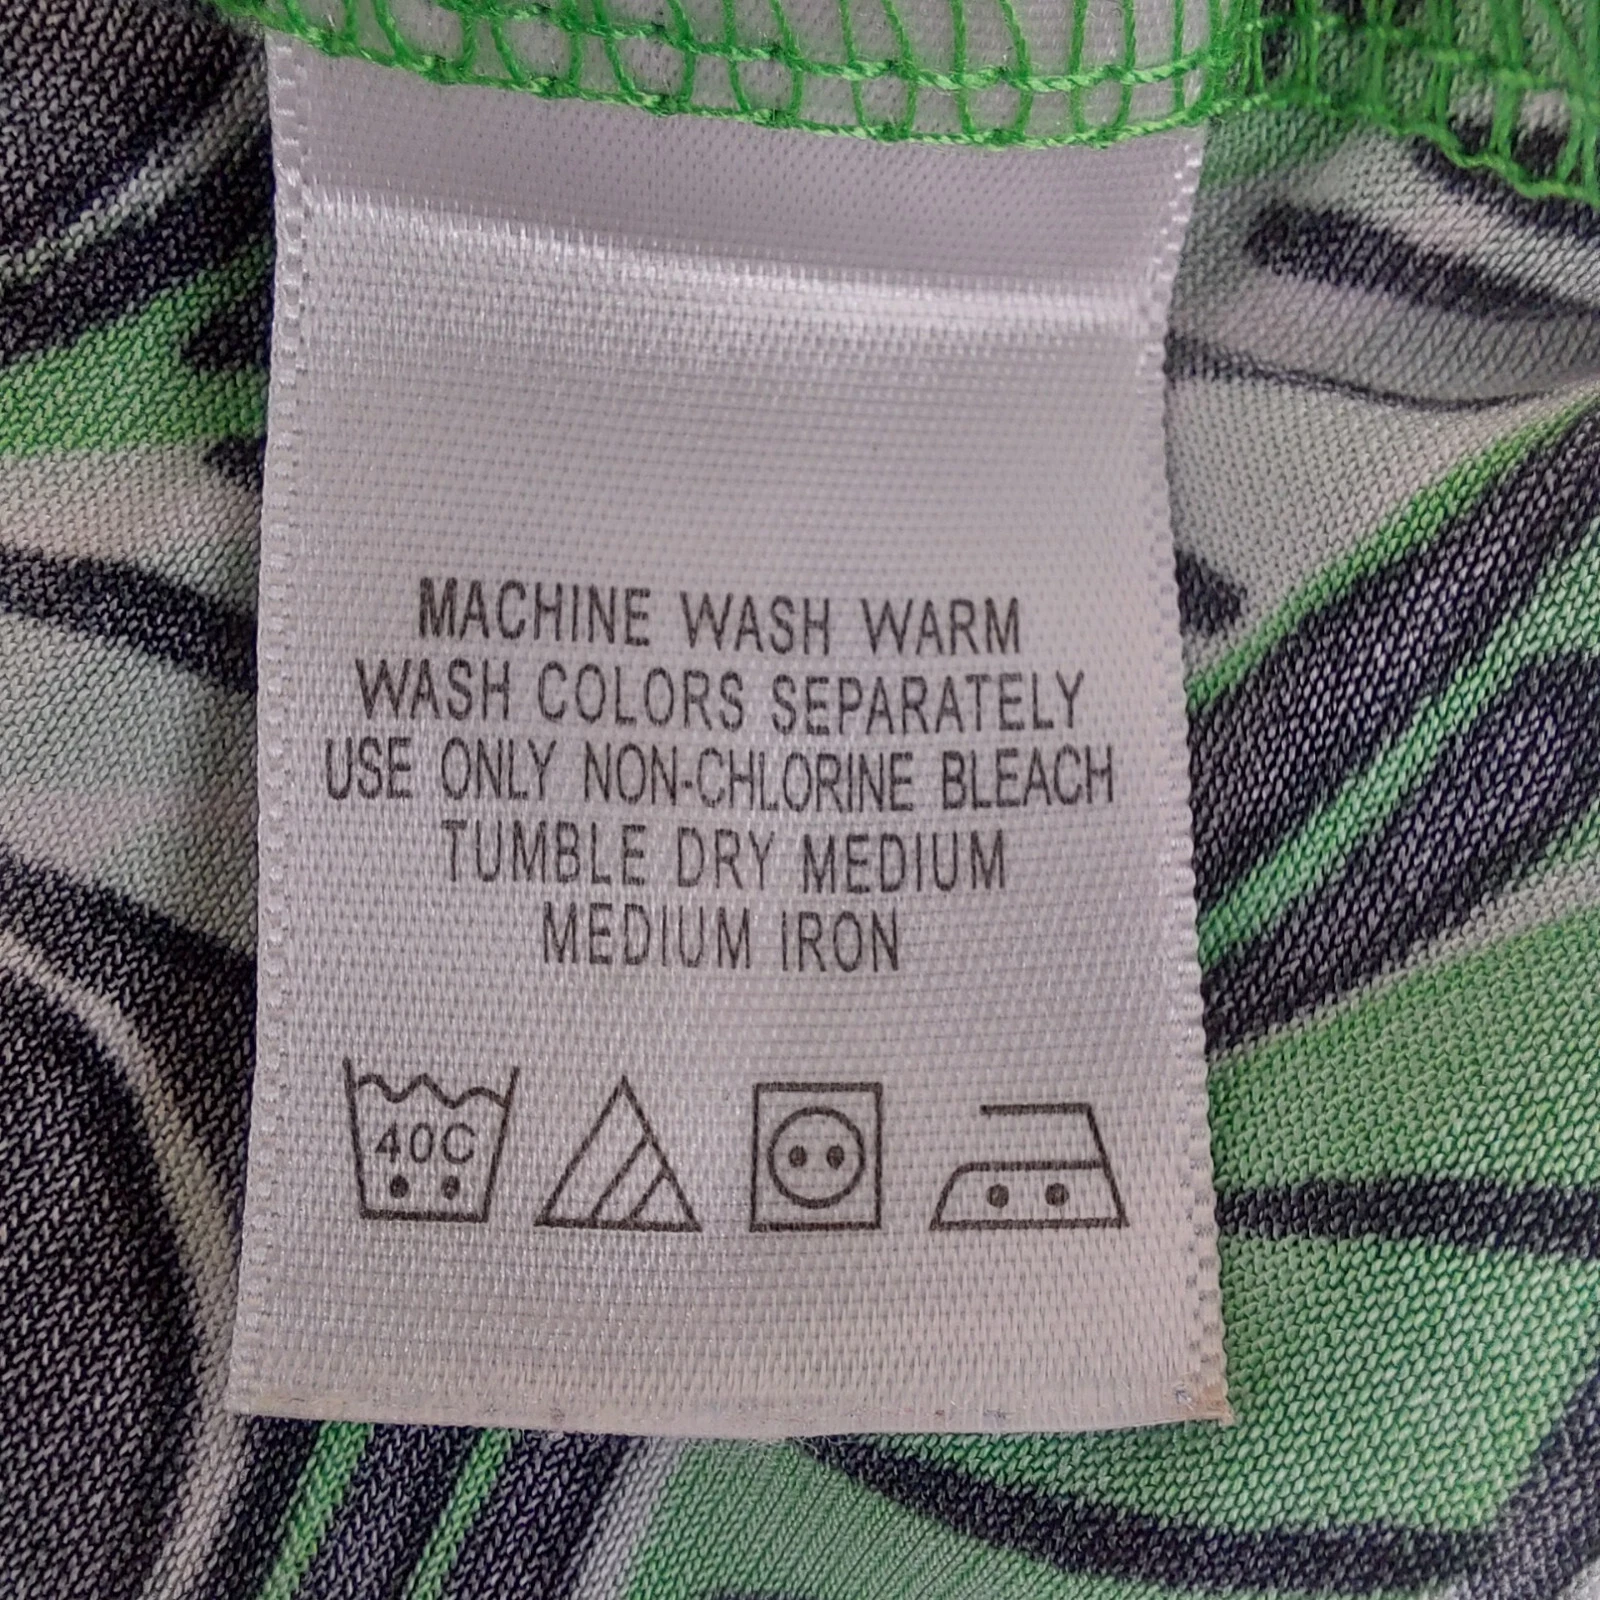 MACHINE WASH WARM
WASH COLORS SEPARATELY
USE ONLY NON-CHLORINE BLEACH
TUMBLE DRY MEDIUM
MEDIUM IRON
40C